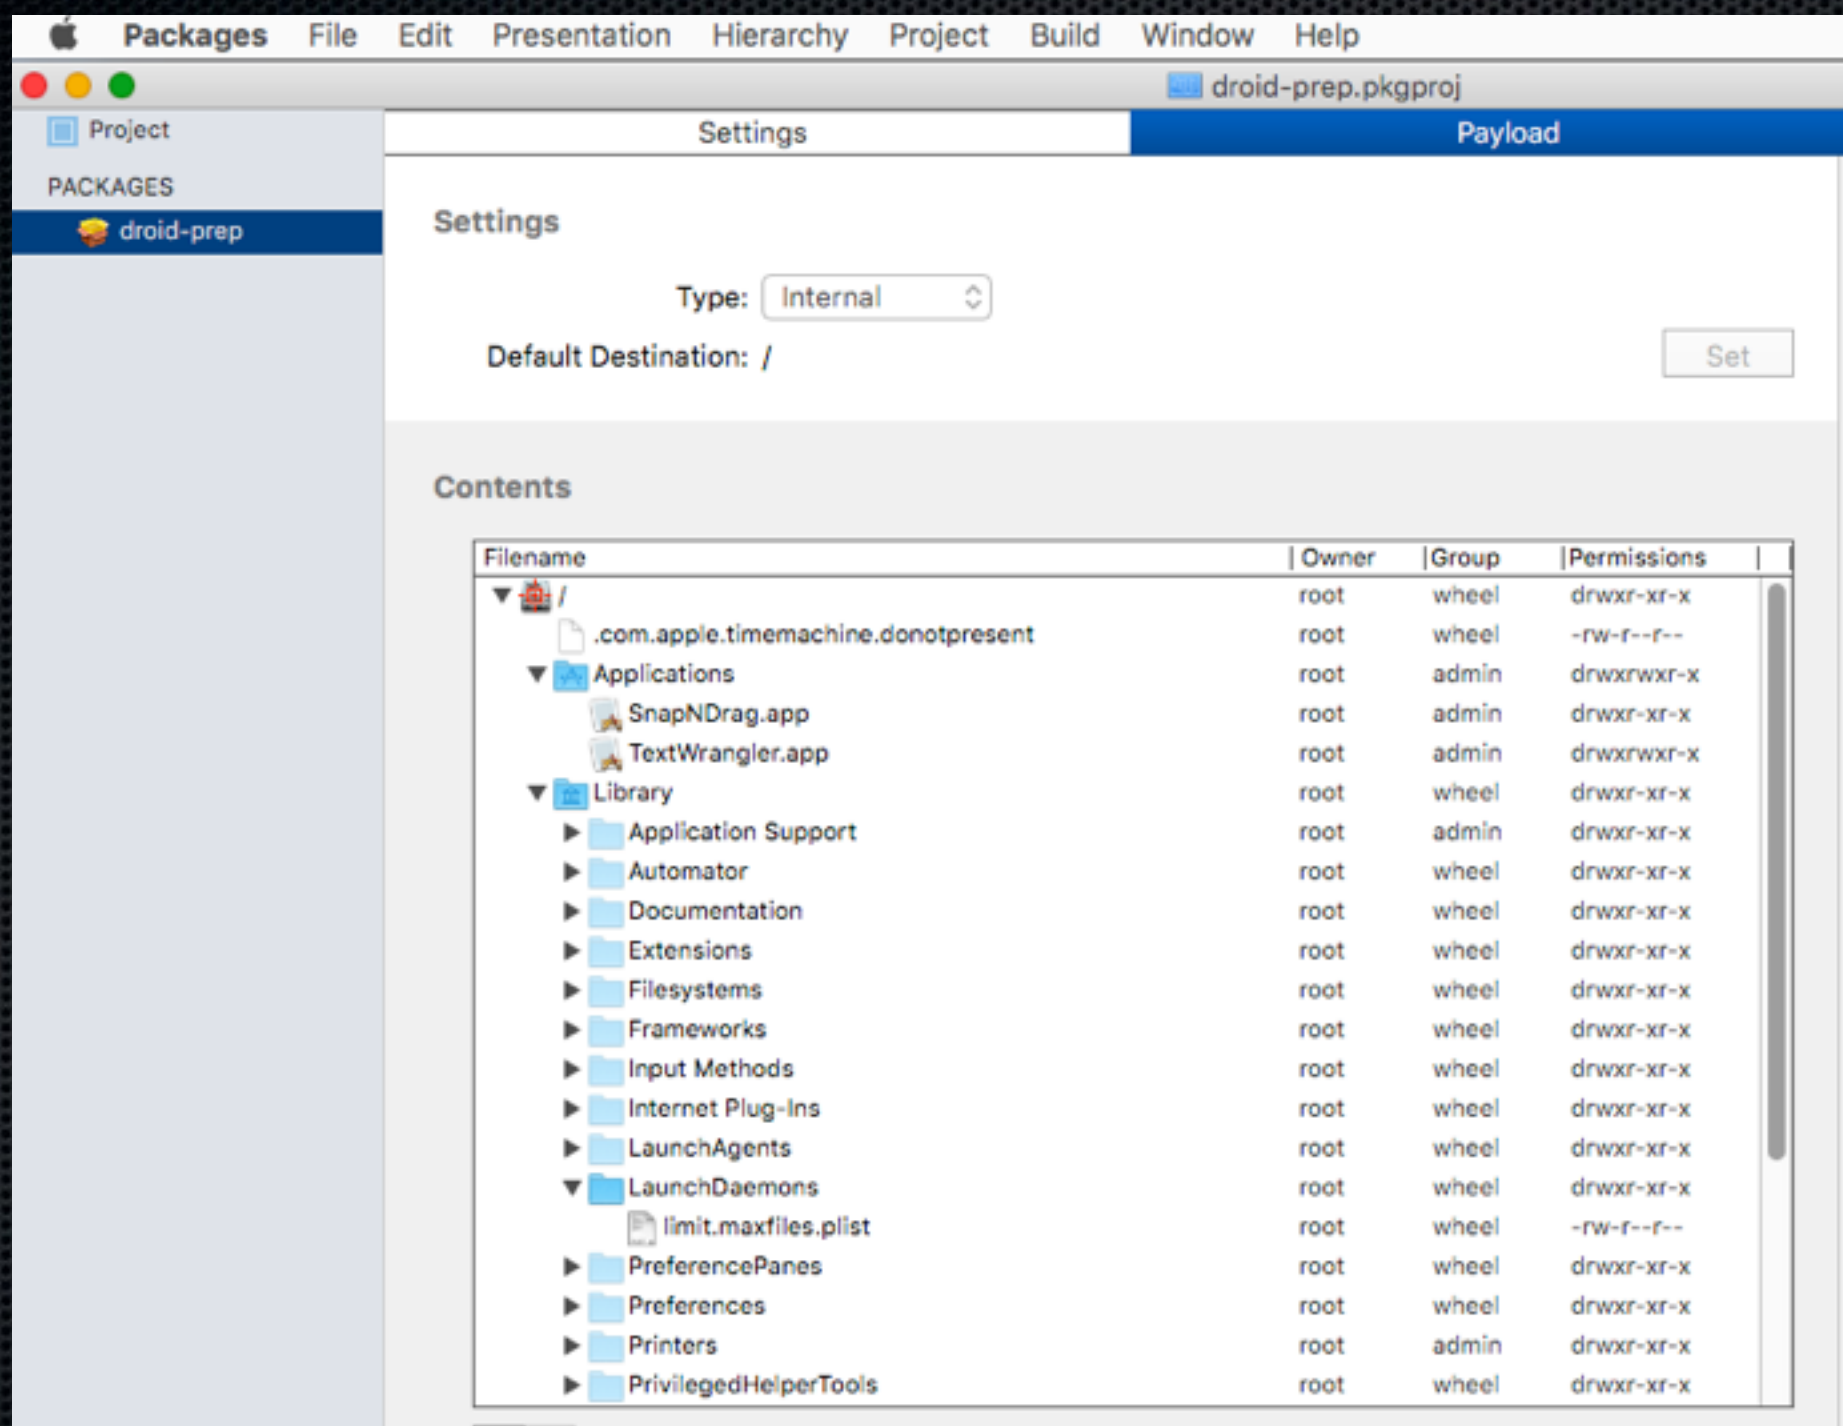 Packages File Edit Presentation Hierarchy Project Build Window Help
droid-prep.pkgproj
Project
PACKAGES
droid-prep
Settings Payload
Settings
Type: Internal
Default Destination: / Set
Contents
Filename Owner Group Permissions
/ root wheel drwxr-xr-x
.com.apple.timemachine.donotpresent root wheel -rw-r--r--
Applications root admin drwxrwxr-x
SnapNDrag.app root admin drwxr-xr-x
TextWrangler.app root admin drwxrwxr-x
Library root wheel drwxr-xr-x
Application Support root admin drwxr-xr-x
Automator root wheel drwxr-xr-x
Documentation root wheel drwxr-xr-x
Extensions root wheel drwxr-xr-x
Filesystems root wheel drwxr-xr-x
Frameworks root wheel drwxr-xr-x
Input Methods root wheel drwxr-xr-x
Internet Plug-Ins root wheel drwxr-xr-x
LaunchAgents root wheel drwxr-xr-x
LaunchDaemons root wheel drwxr-xr-x
limit.maxfiles.plist root wheel -rw-r--r--
PreferencePanes root wheel drwxr-xr-x
Preferences root wheel drwxr-xr-x
Printers root admin drwxr-xr-x
PrivilegedHelperTools root wheel drwxr-xr-x